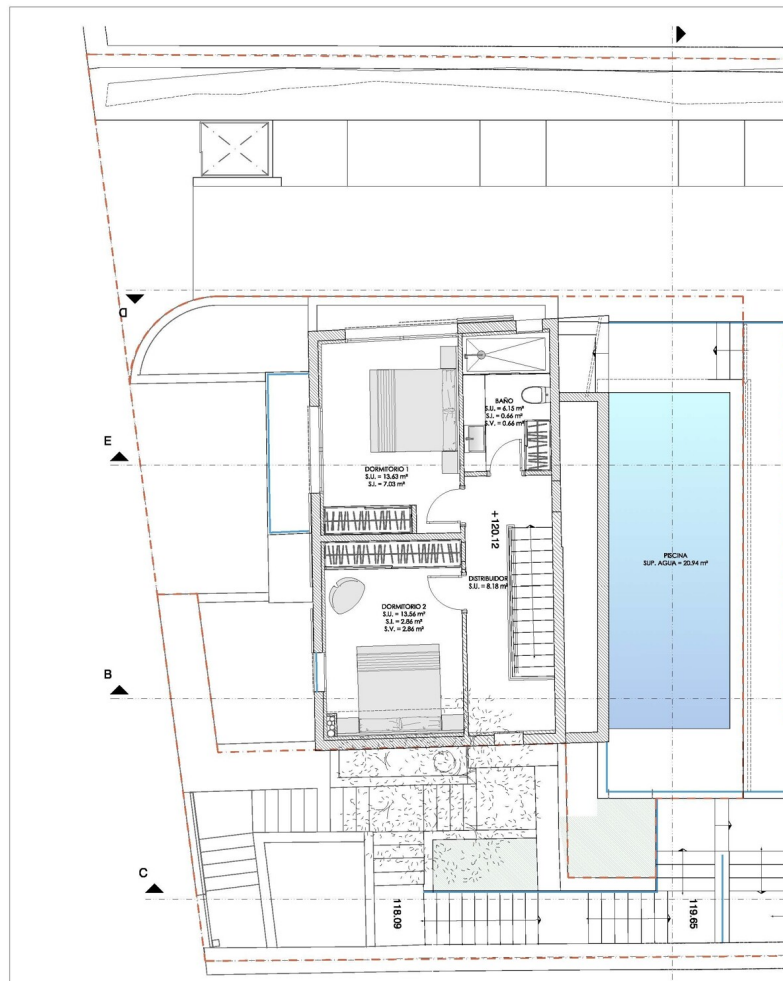 D
E
BAÑO
S.U. = 6.15 m²
S.I. = 0.66 m²
S.V. = 0.66 m²
DORMITORIO 1
S.U. = 13.63 m²
S.I. = 7.03 m²
+120.12
PISCINA
SUP. AGUA = 20.94 m²
DISTRIBUIDOR
S.U. = 8.18 m²
DORMITORIO 2
S.U. = 13.56 m²
S.I. = 2.86 m²
S.V. = 2.86 m²
B
C
118.09
119.65